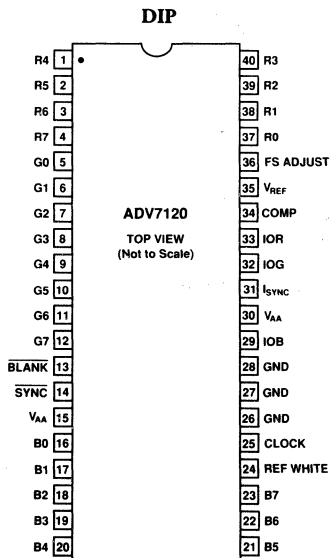 DIP
R4 1
R5 2
R6 3
R7 4
G0 5
G1 6
G2 7
G3 8
G4 9
G5 10
G6 11
G7 12
BLANK 13
SYNC 14
VAA 15
B0 16
B1 17
B2 18
B3 19
B4 20
ADV7120
TOP VIEW
(Not to Scale)
40 R3
39 R2
38 R1
37 R0
36 FS ADJUST
35 VREF
34 COMP
33 IOR
32 IOG
31 ISYNC
30 VAA
29 IOB
28 GND
27 GND
26 GND
25 CLOCK
24 REF WHITE
23 B7
22 B6
21 B5